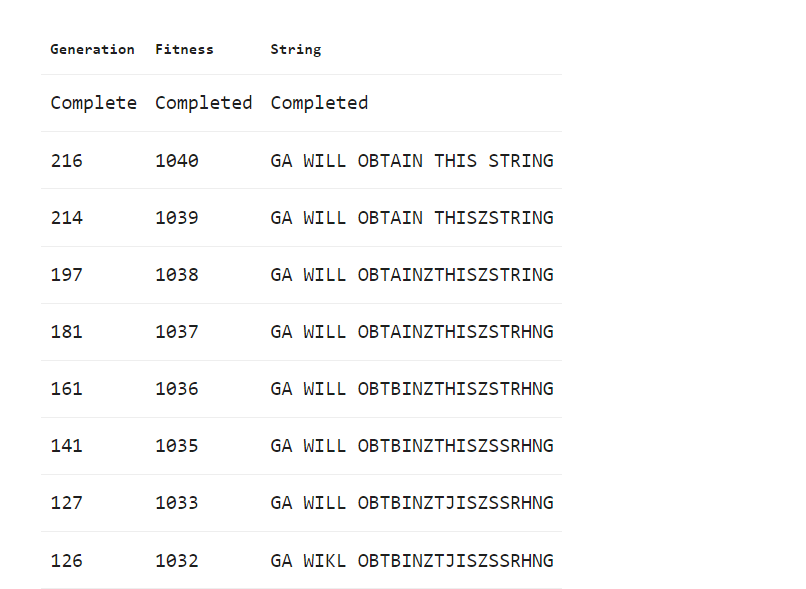 Generation Fitness String
Complete Completed Completed
216 1040 GA WILL OBTAIN THIS STRING
214 1039 GA WILL OBTAIN THISZSTRING
197 1038 GA WILL OBTAINZTHISZSTRING
181 1037 GA WILL OBTAINZTHISZSTRHNG
161 1036 GA WILL OBTBINZTHISZSTRHNG
141 1035 GA WILL OBTBINZTHISZSSRHNG
127 1033 GA WILL OBTBINZTJISZSSRHNG
126 1032 GA WIKL OBTBINZTJISZSSRHNG